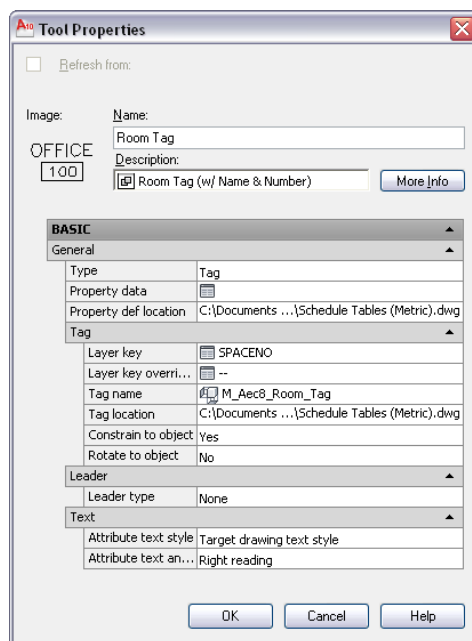 A10 Tool Properties
Refresh from:
Image:
Name:
OFFICE
100
Room Tag
Description:
Room Tag (w/ Name & Number)
More Info
BASIC
General
Type Tag
Property data
Property def location C:\Documents ...\Schedule Tables (Metric).dwg
Tag
Layer key SPACENO
Layer key overri... --
Tag name M_Aec8_Room_Tag
Tag location C:\Documents ...\Schedule Tables (Metric).dwg
Constrain to object Yes
Rotate to object No
Leader
Leader type None
Text
Attribute text style Target drawing text style
Attribute text an... Right reading
OK Cancel Help